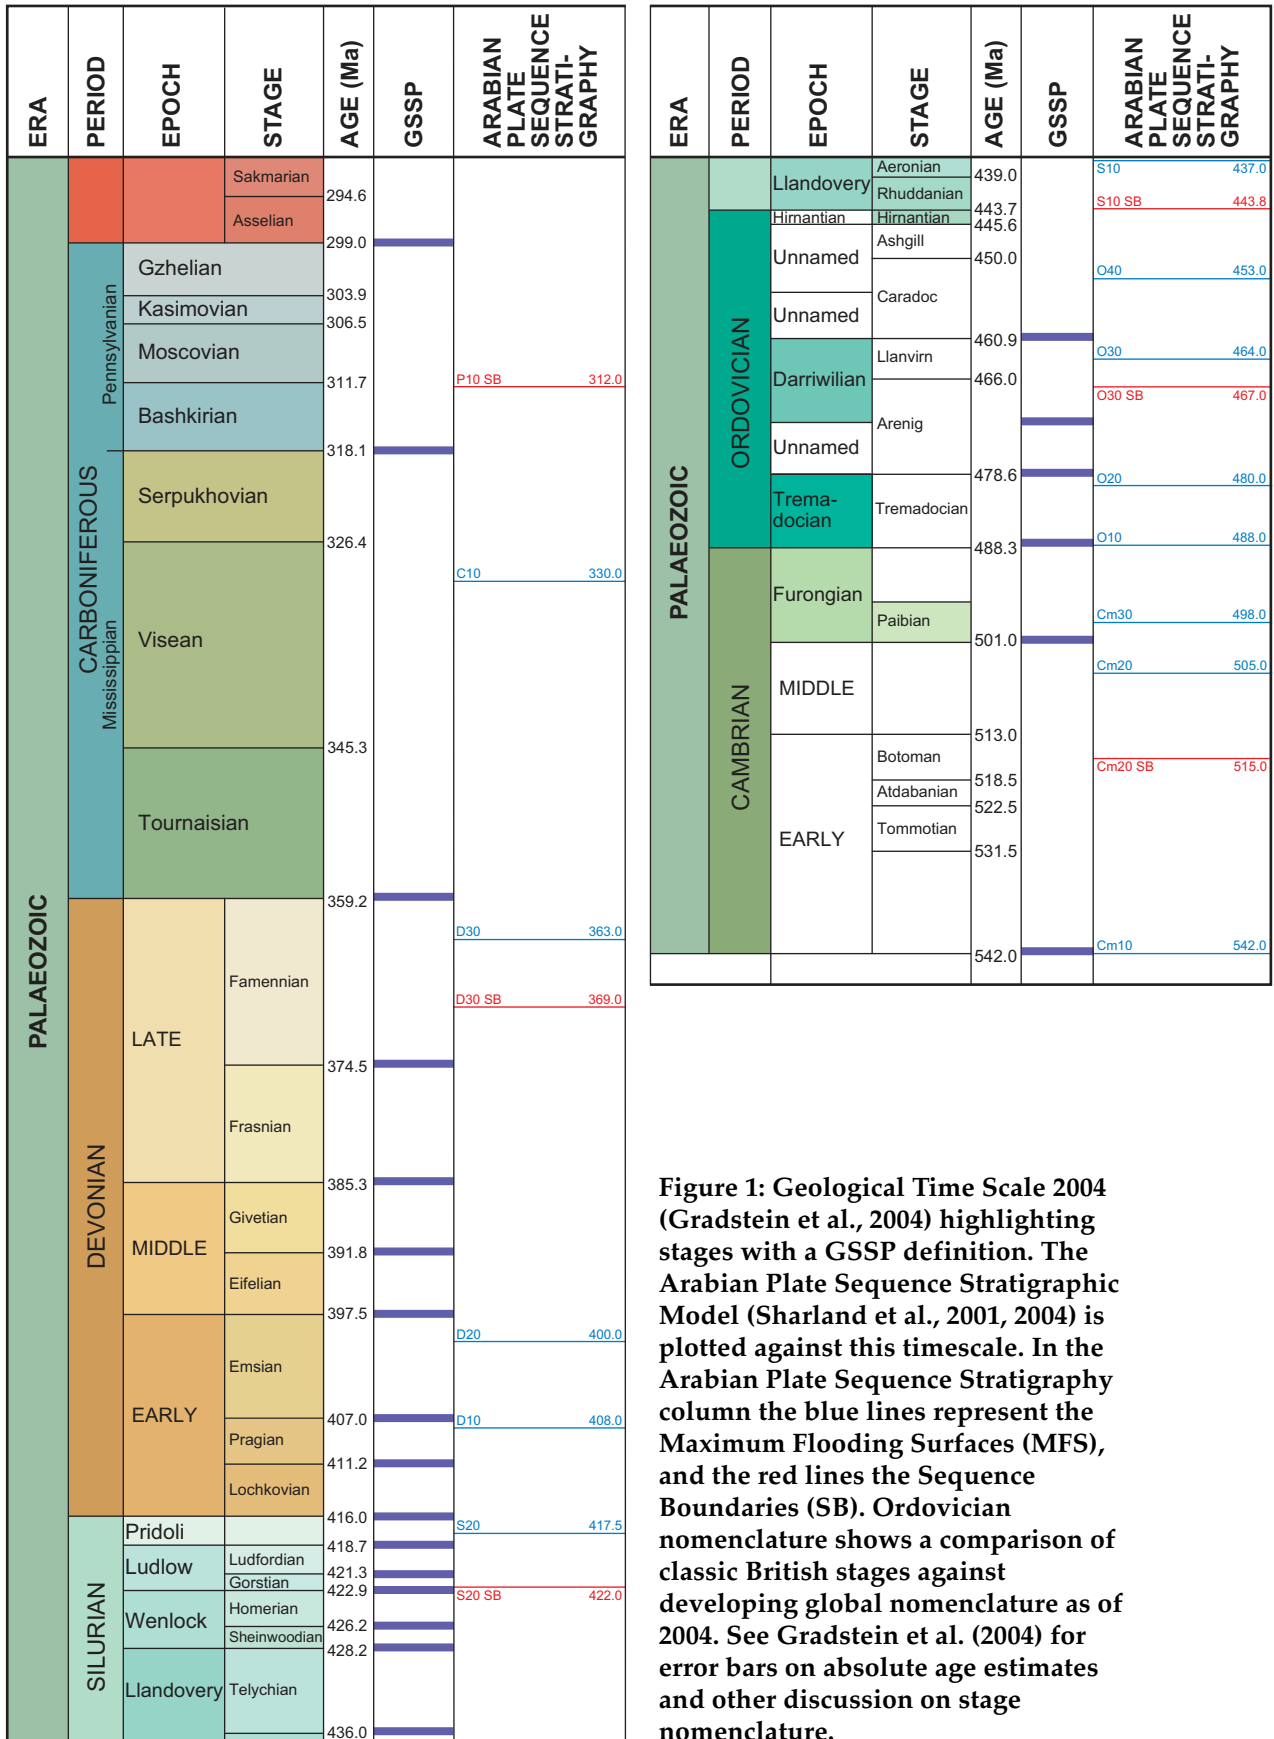 ERA
PERIOD
EPOCH
STAGE
AGE (Ma)
GSSP
ARABIAN
PLATE
SEQUENCE
STRATI-
GRAPHY
PALAEOZOIC
Sakmarian
294.6
Asselian
299.0
CARBONIFEROUS
Pennsylvanian
Gzhelian
303.9
Kasimovian
306.5
Moscovian
311.7
P10 SB 312.0
Bashkirian
318.1
Mississippian
Serpukhovian
326.4
C10 330.0
Visean
345.3
Tournaisian
359.2
DEVONIAN
LATE
D30 363.0
Famennian
D30 SB 369.0
374.5
Frasnian
385.3
MIDDLE
Givetian
391.8
Eifelian
397.5
EARLY
D20 400.0
Emsian
407.0
D10 408.0
Pragian
411.2
Lochkovian
416.0
SILURIAN
Pridoli
S20 417.5
418.7
Ludlow
Ludfordian
421.3
Gorstian
422.9
S20 SB 422.0
Wenlock
Homerian
426.2
Sheinwoodian
428.2
Llandovery
Telychian
436.0
ERA
PERIOD
EPOCH
STAGE
AGE (Ma)
GSSP
ARABIAN
PLATE
SEQUENCE
STRATI-
GRAPHY
PALAEOZOIC
Llandovery
Aeronian
S10 437.0
439.0
Rhuddanian
S10 SB 443.8
443.7
ORDOVICIAN
Hirnantian
Hirnantian
445.6
Unnamed
Ashgill
450.0
O40 453.0
Caradoc
Unnamed
460.9
Darriwilian
Llanvirn
O30 464.0
466.0
O30 SB 467.0
Arenig
Unnamed
478.6
O20 480.0
Trema-
docian
Tremadocian
O10 488.0
488.3
CAMBRIAN
Furongian
Cm30 498.0
Paibian
501.0
Cm20 505.0
MIDDLE
513.0
EARLY
Botoman
Cm20 SB 515.0
518.5
Atdabanian
522.5
Tommotian
531.5
Cm10 542.0
542.0
Figure 1: Geological Time Scale 2004
(Gradstein et al., 2004) highlighting
stages with a GSSP definition. The
Arabian Plate Sequence Stratigraphic
Model (Sharland et al., 2001, 2004) is
plotted against this timescale. In the
Arabian Plate Sequence Stratigraphy
column the blue lines represent the
Maximum Flooding Surfaces (MFS),
and the red lines the Sequence
Boundaries (SB). Ordovician
nomenclature shows a comparison of
classic British stages against
developing global nomenclature as of
2004. See Gradstein et al. (2004) for
error bars on absolute age estimates
and other discussion on stage
nomenclature.